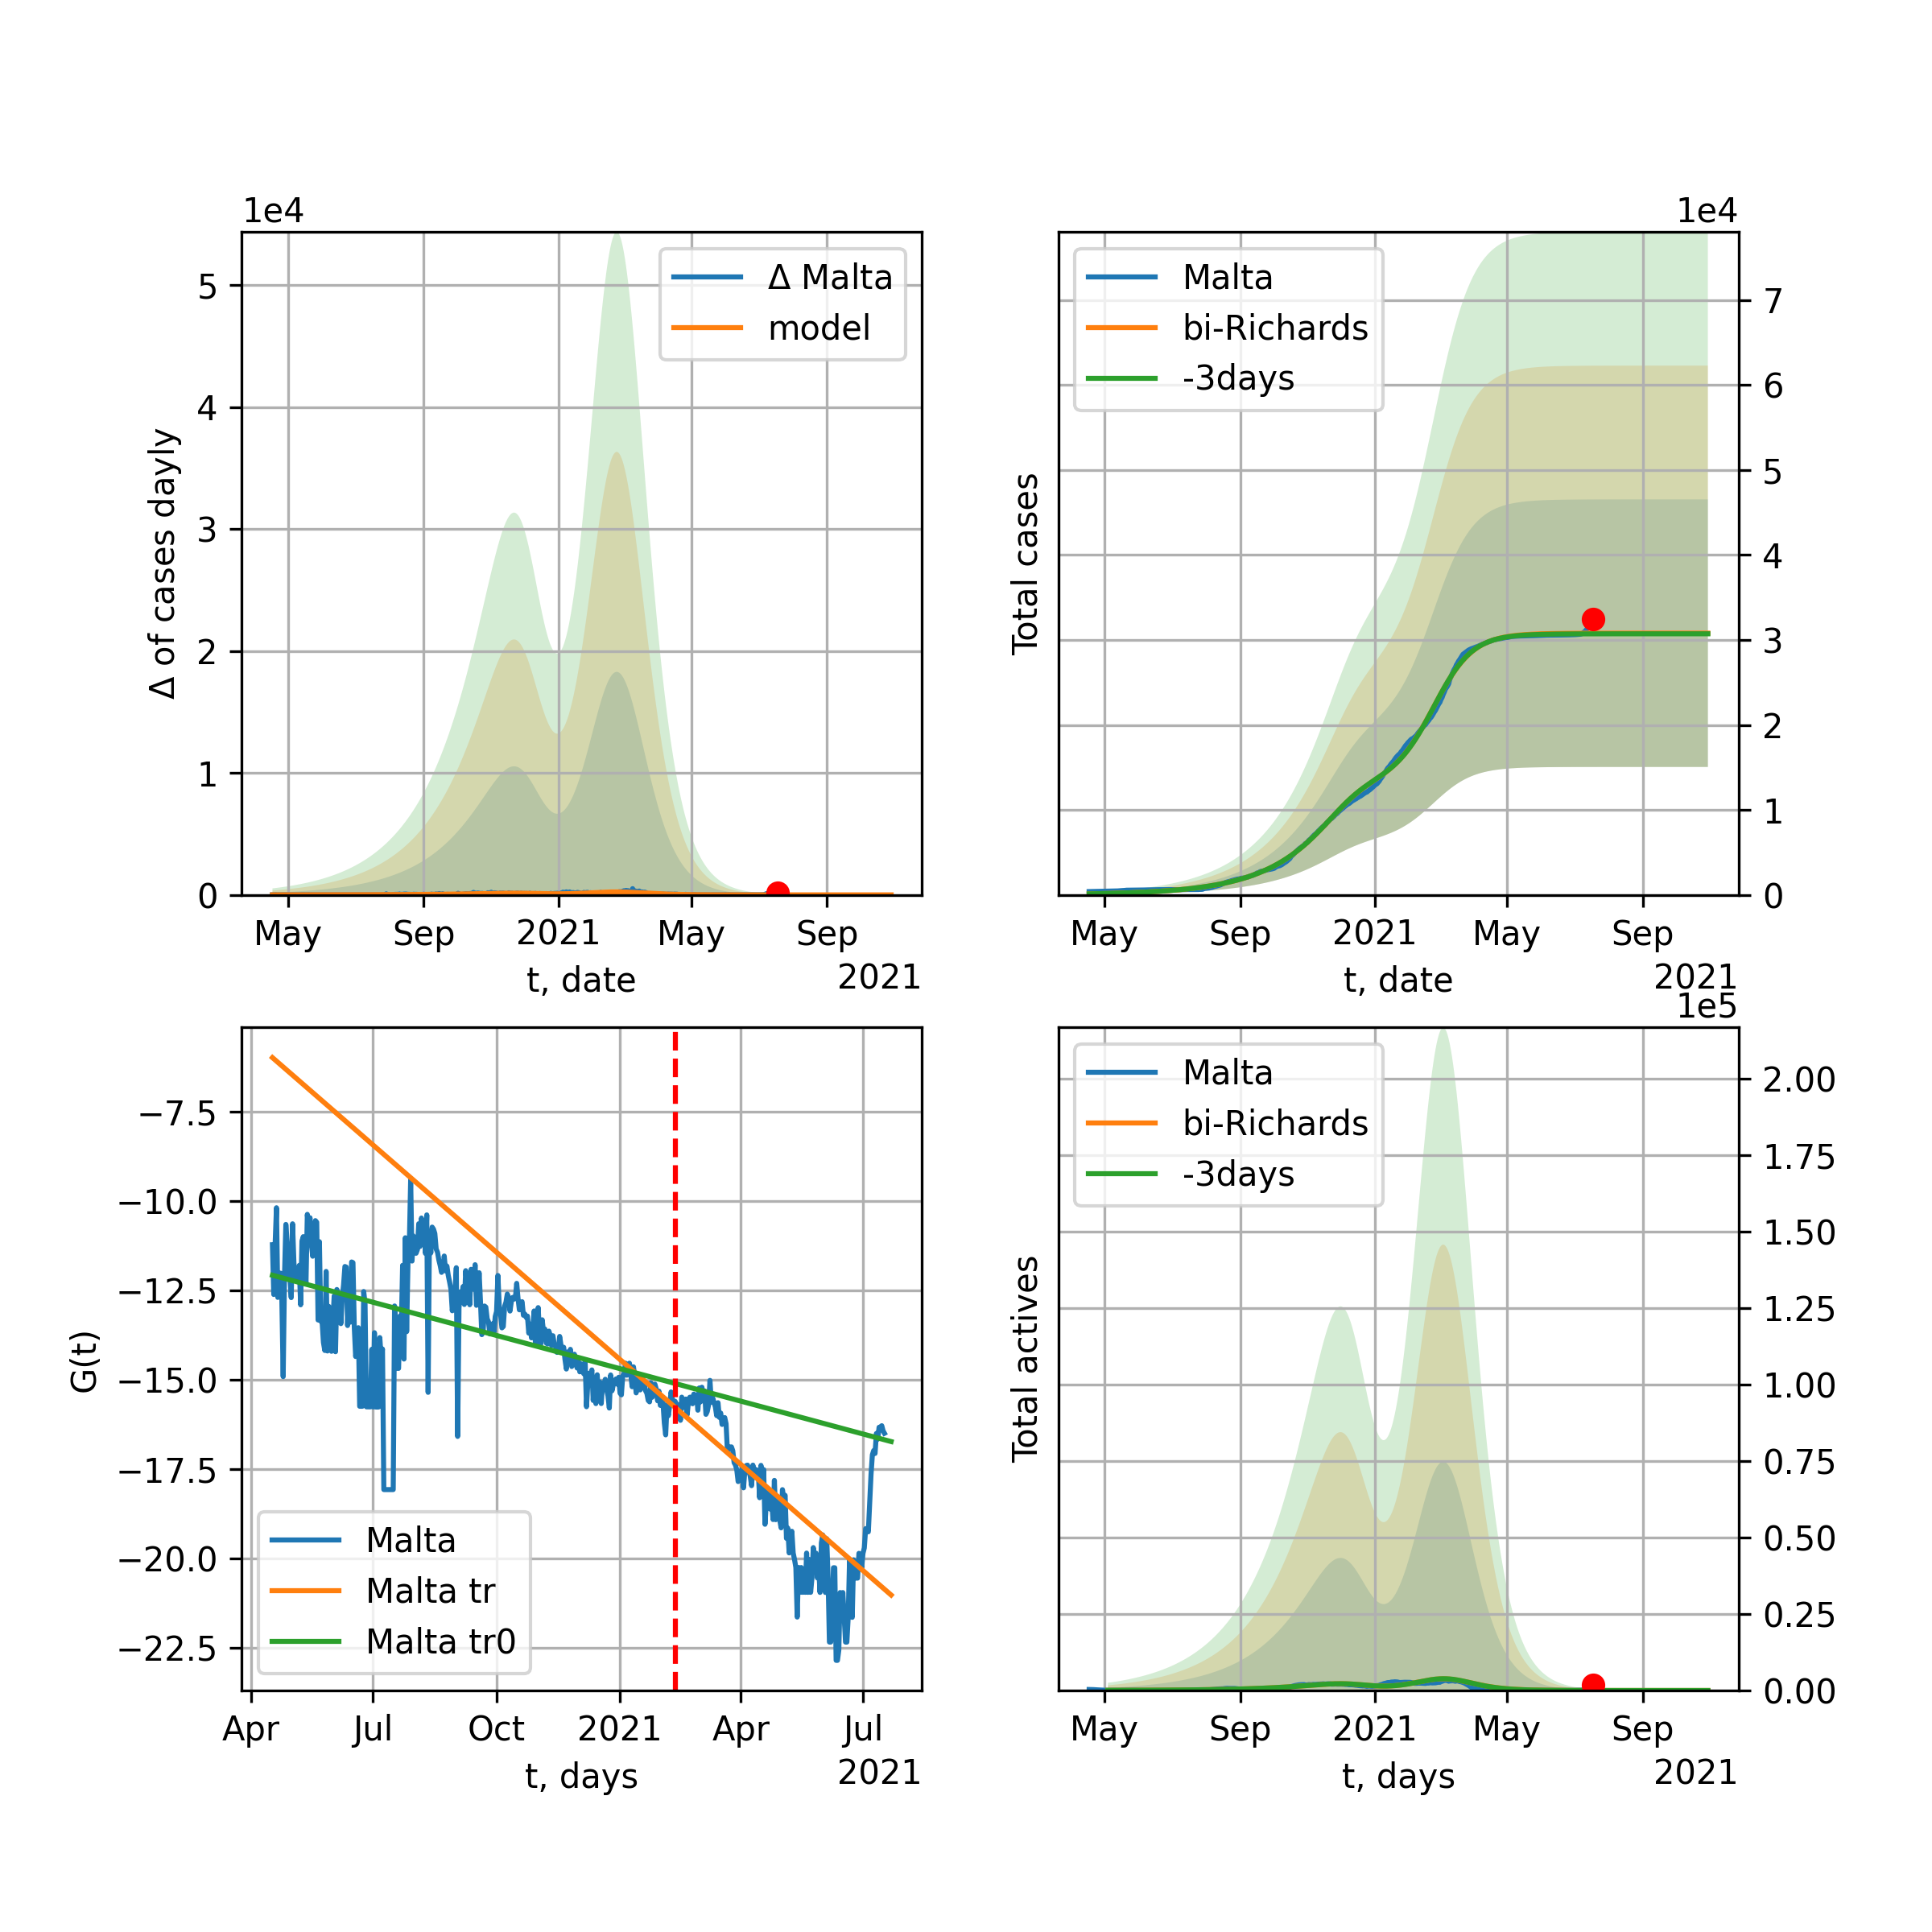 1e4
5
4
3
2
1
0
Δ of cases dayly
Δ Malta
model
May Sep 2021 May Sep
t, date
2021
1e4
7
6
5
4
3
2
1
0
Total cases
Malta
bi-Richards
-3days
May Sep 2021 May Sep
t, date
2021
−7.5
−10.0
−12.5
−15.0
−17.5
−20.0
−22.5
G(t)
Malta
Malta tr
Malta tr0
Apr Jul Oct 2021 Apr Jul
t, days
2021
1e5
2.00
1.75
1.50
1.25
1.00
0.75
0.50
0.25
0.00
Total actives
Malta
bi-Richards
-3days
May Sep 2021 May Sep
t, days
2021